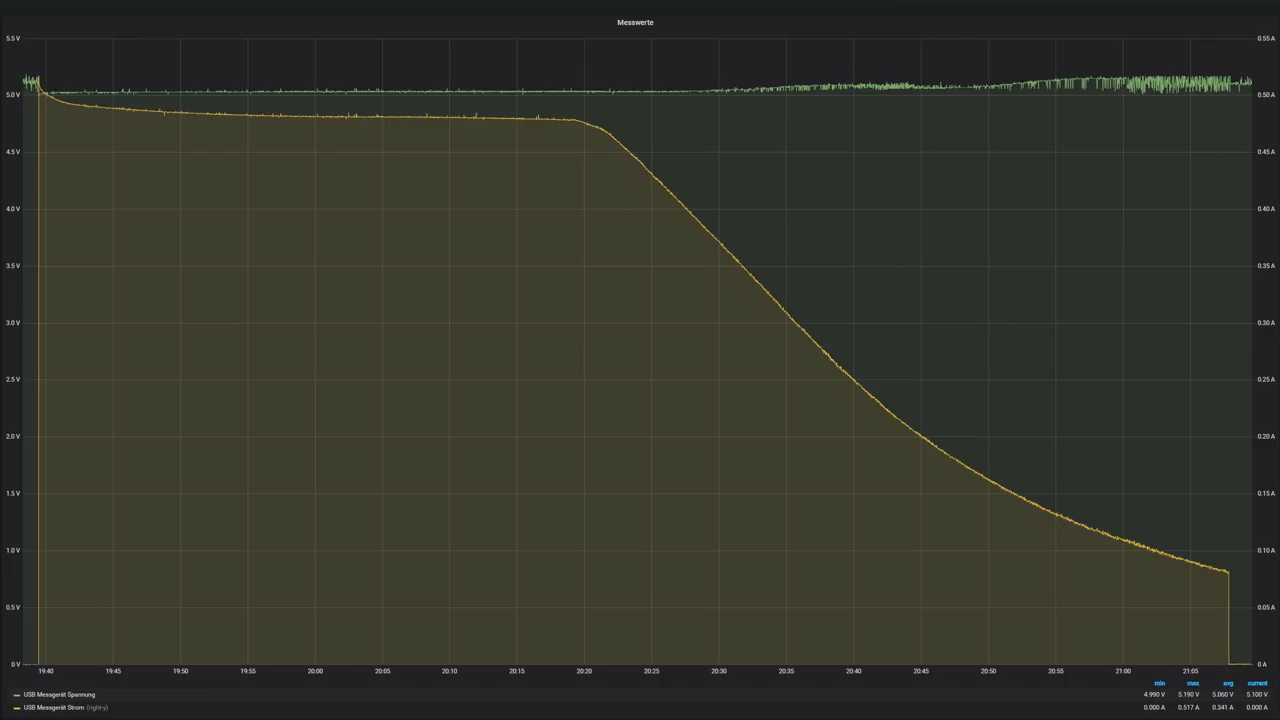 Messwerte
5.5 V
5.0 V
4.5 V
4.0 V
3.5 V
3.0 V
2.5 V
2.0 V
1.5 V
1.0 V
0.5 V
0 V
0.55 A
0.50 A
0.45 A
0.40 A
0.35 A
0.30 A
0.25 A
0.20 A
0.15 A
0.10 A
0.05 A
0 A
19:40 19:45 19:50 19:55 20:00 20:05 20:10 20:15 20:20 20:25 20:30 20:35 20:40 20:45 20:50 20:55 21:00 21:05
min max avg current
USB Messgerät Spannung 4.990 V 5.190 V 5.060 V 5.100 V
USB Messgerät Strom (right-y) 0.000 A 0.517 A 0.341 A 0.000 A